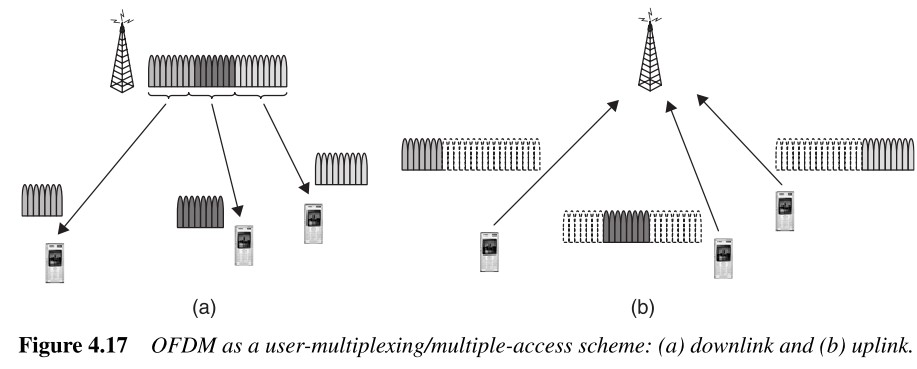 (a)
(b)
Figure 4.17 OFDM as a user-multiplexing/multiple-access scheme: (a) downlink and (b) uplink.